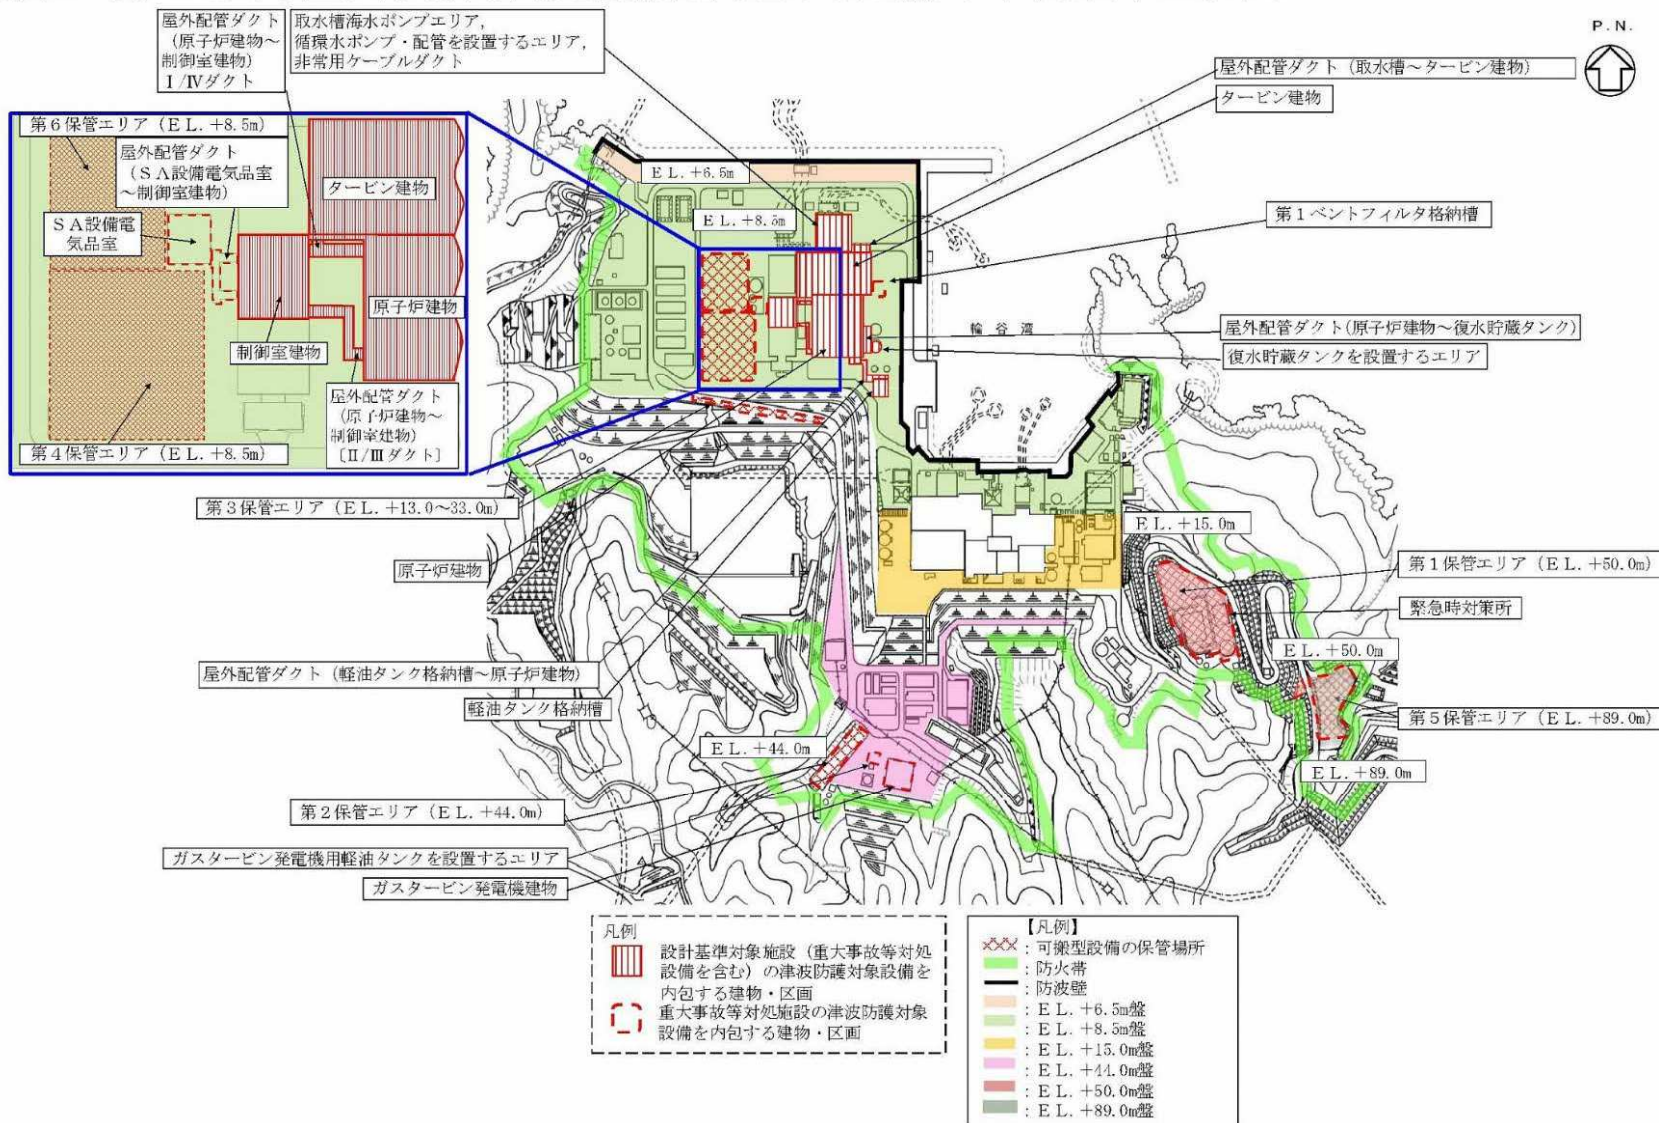 屋外配管ダクト
(原子炉建物~
制御室建物)
Ⅰ/Ⅳダクト
取水槽海水ポンプエリア,
循環水ポンプ・配管を設置するエリア,
非常用ケーブルダクト
P.N.
屋外配管ダクト(取水槽~タービン建物)
タービン建物
第6保管エリア(EL.+8.5m)
屋外配管ダクト
(SA設備電気品室
~制御室建物)
タービン建物
SA設備電
気品室
原子炉建物
制御室建物
屋外配管ダクト
(原子炉建物~
制御室建物)
〔Ⅱ/Ⅲダクト〕
第4保管エリア(EL.+8.5m)
EL.+6.5m
EL.+8.5m
第1ベントフィルタ格納槽
輪谷湾
屋外配管ダクト(原子炉建物~復水貯蔵タンク)
復水貯蔵タンクを設置するエリア
第3保管エリア(EL.+13.0~33.0m)
EL.+15.0m
原子炉建物
第1保管エリア(EL.+50.0m)
緊急時対策所
EL.+50.0m
屋外配管ダクト(軽油タンク格納槽~原子炉建物)
軽油タンク格納槽
第5保管エリア(EL.+89.0m)
EL.+44.0m
EL.+89.0m
第2保管エリア(EL.+44.0m)
ガスタービン発電機用軽油タンクを設置するエリア
ガスタービン発電機建物
凡例
設計基準対象施設(重大事故等対処
設備を含む)の津波防護対象設備を
内包する建物・区画
重大事故等対処施設の津波防護対象
設備を内包する建物・区画
【凡例】
:可搬型設備の保管場所
:防火帯
:防波壁
:EL.+6.5m盤
:EL.+8.5m盤
:EL.+15.0m盤
:EL.+44.0m盤
:EL.+50.0m盤
:EL.+89.0m盤